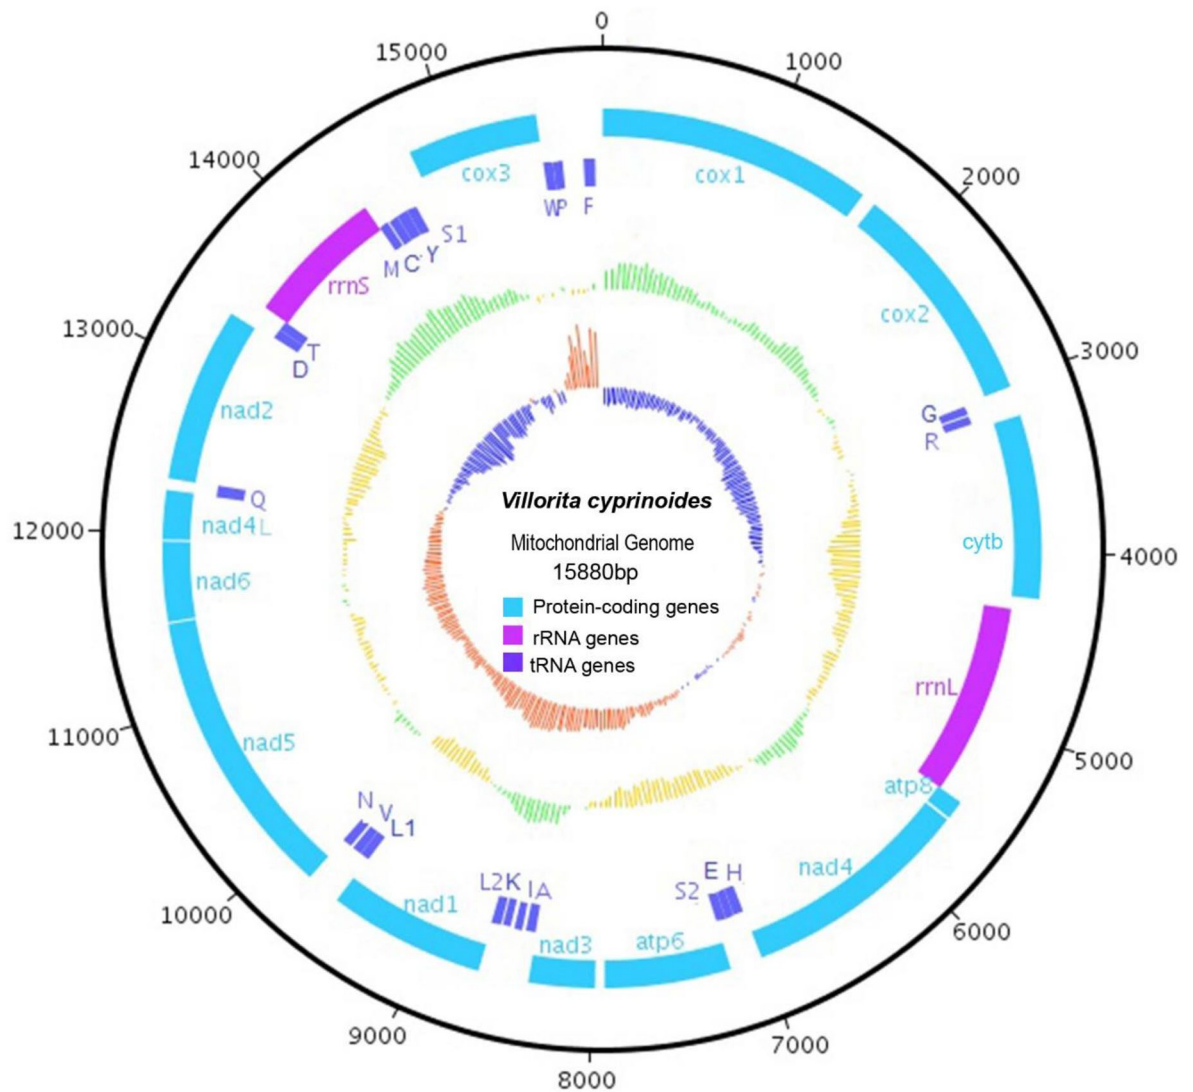 0
1000
2000
3000
4000
5000
6000
7000
8000
9000
10000
11000
12000
13000
14000
15000
cox1
cox2
G
R
cytb
rrnL
atp8
nad4
E H
S2
atp6
nad3
L2 K I A
nad1
N V L1
nad5
nad6
nad4L
Q
nad2
D T
rrnS
M C Y S1
cox3
W P F
Villorita cyprinoides
Mitochondrial Genome
15880bp
Protein-coding genes
rRNA genes
tRNA genes